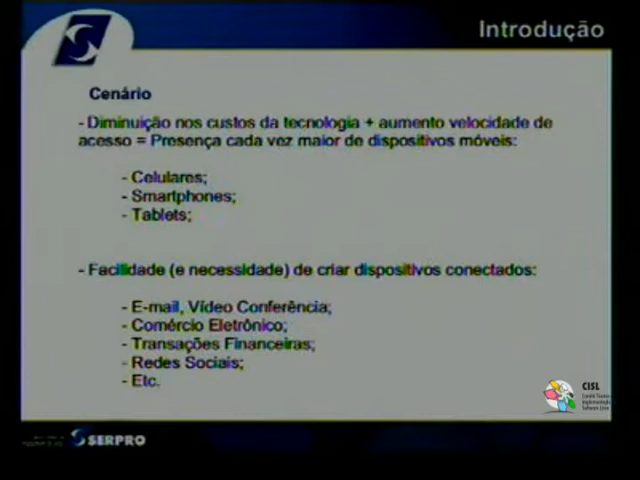 Introdução
Cenário
- Diminuição nos custos da tecnologia + aumento velocidade de
acesso = Presença cada vez maior de dispositivos móveis:
- Celulares;
- Smartphones;
- Tablets;
- Facilidade (e necessidade) de criar dispositivos conectados:
- E-mail, Vídeo Conferência;
- Comércio Eletrônico;
- Transações Financeiras;
- Redes Sociais;
- Etc.
CISL
SERPRO